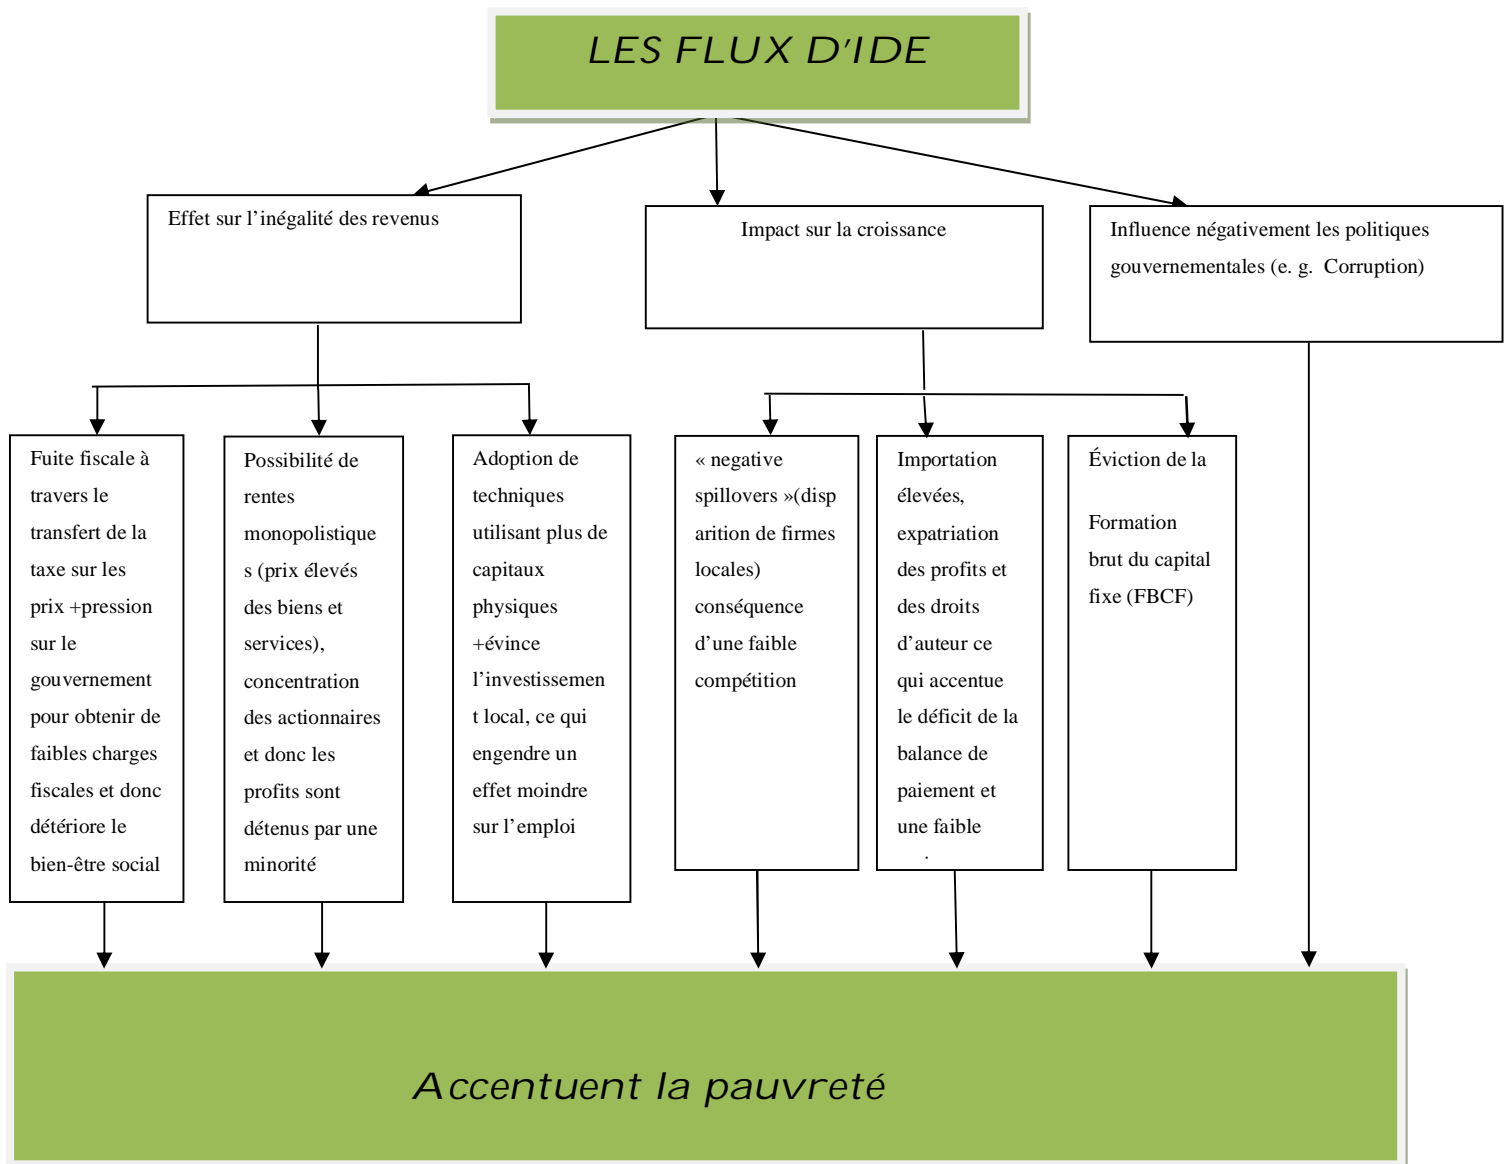 LES FLUX D’IDE
Effet sur l’inégalité des revenus
Impact sur la croissance
Influence négativement les politiques
gouvernementales (e. g.  Corruption)
Fuite fiscale à
travers le
transfert de la
taxe sur les
prix +pression
sur le
gouvernement
pour obtenir de
faibles charges
fiscales et donc
détériore le
bien-être social
Possibilité de
rentes
monopolistique
s (prix élevés
des biens et
services),
concentration
des actionnaires
et donc les
profits sont
détenus par une
minorité
Adoption de
techniques
utilisant plus de
capitaux
physiques
+évince
l’investissemen
t local, ce qui
engendre un
effet moindre
sur l’emploi
« negative
spillovers »(disp
arition de firmes
locales)
conséquence
d’une faible
compétition
Importation
élevées,
expatriation
des profits et
des droits
d’auteur ce
qui accentue
le déficit de la
balance de
paiement et
une faible
Éviction de la
Formation
brut du capital
fixe (FBCF)
Accentuent la pauvreté